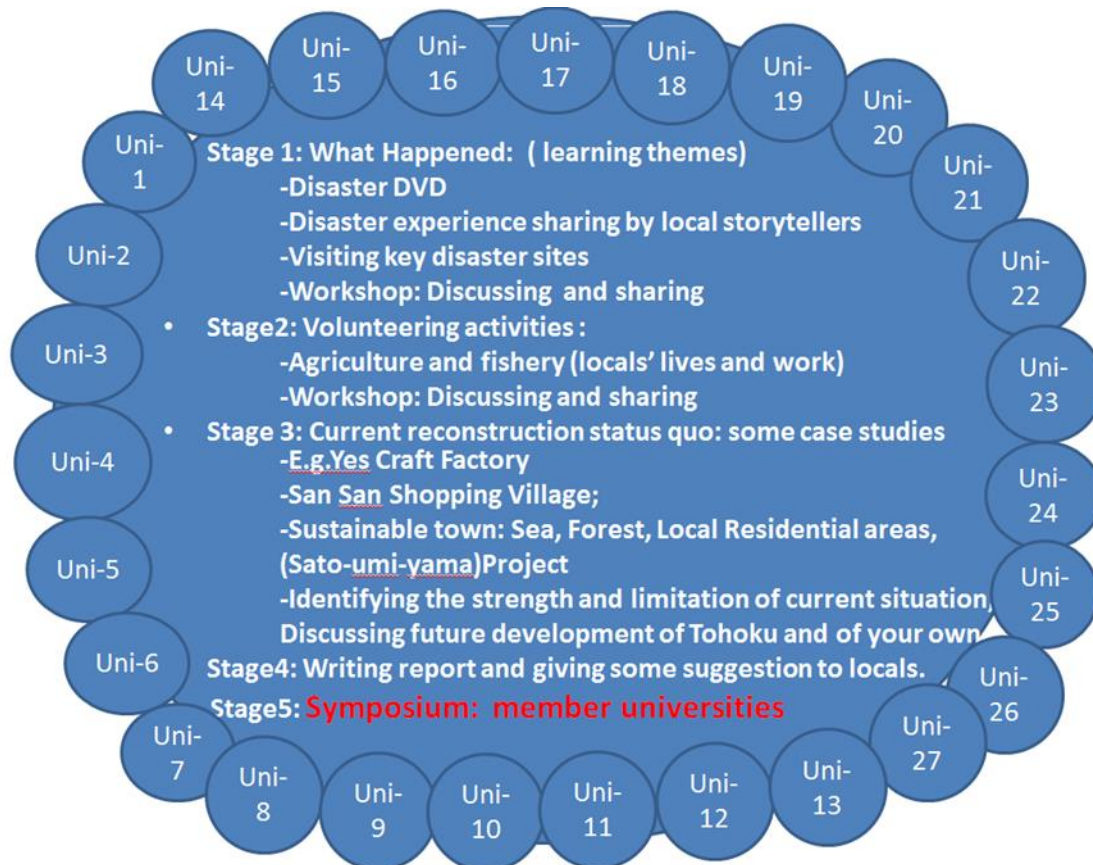 Uni-
14
Uni-
15
Uni-
16
Uni-
17
Uni-
18
Uni-
19
Uni-
20
Uni-
21
Uni-
22
Uni-
23
Uni-
24
Uni-
25
Uni-
26
Uni-
27
Uni-
13
Uni-
12
Uni-
11
Uni-
10
Uni-
9
Uni-
8
Uni-
7
Uni-6
Uni-5
Uni-4
Uni-3
Uni-2
Uni-
1
Stage 1: What Happened: ( learning themes)
-Disaster DVD
-Disaster experience sharing by local storytellers
-Visiting key disaster sites
-Workshop: Discussing and sharing
• Stage2: Volunteering activities :
-Agriculture and fishery (locals' lives and work)
-Workshop: Discussing and sharing
• Stage 3: Current reconstruction status quo: some case studies
-E.g.Yes Craft Factory
-San San Shopping Village;
-Sustainable town: Sea, Forest, Local Residential areas,
(Sato-umi-yama)Project
-Identifying the strength and limitation of current situation,
Discussing future development of Tohoku and of your own
Stage4: Writing report and giving some suggestion to locals.
Stage5: Symposium: member universities